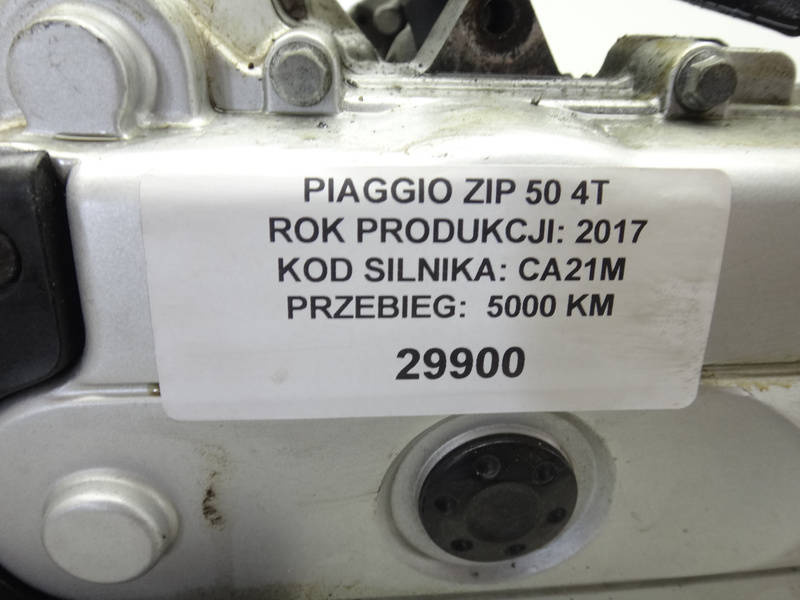 PIAGGIO ZIP 50 4T
ROK PRODUKCJI: 2017
KOD SILNIKA: CA21M
PRZEBIEG: 5000 KM
29900